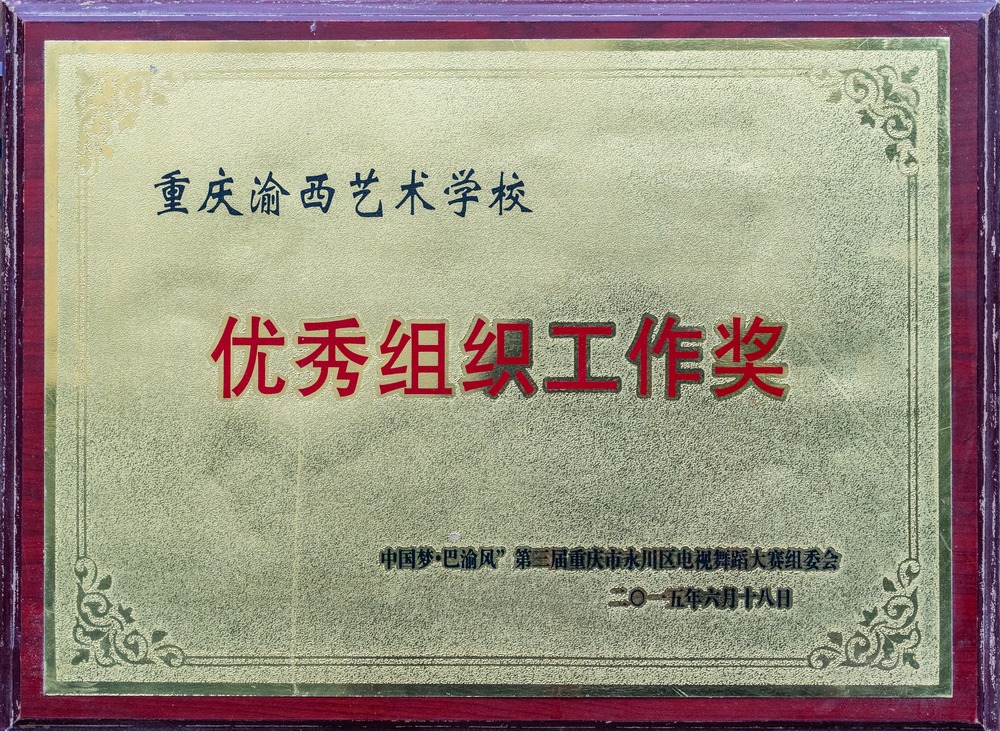 重庆渝西艺术学校
优秀组织工作奖
中国梦·巴渝风”第三届重庆市永川区电视舞蹈大赛组委会
二〇一五年六月十八日